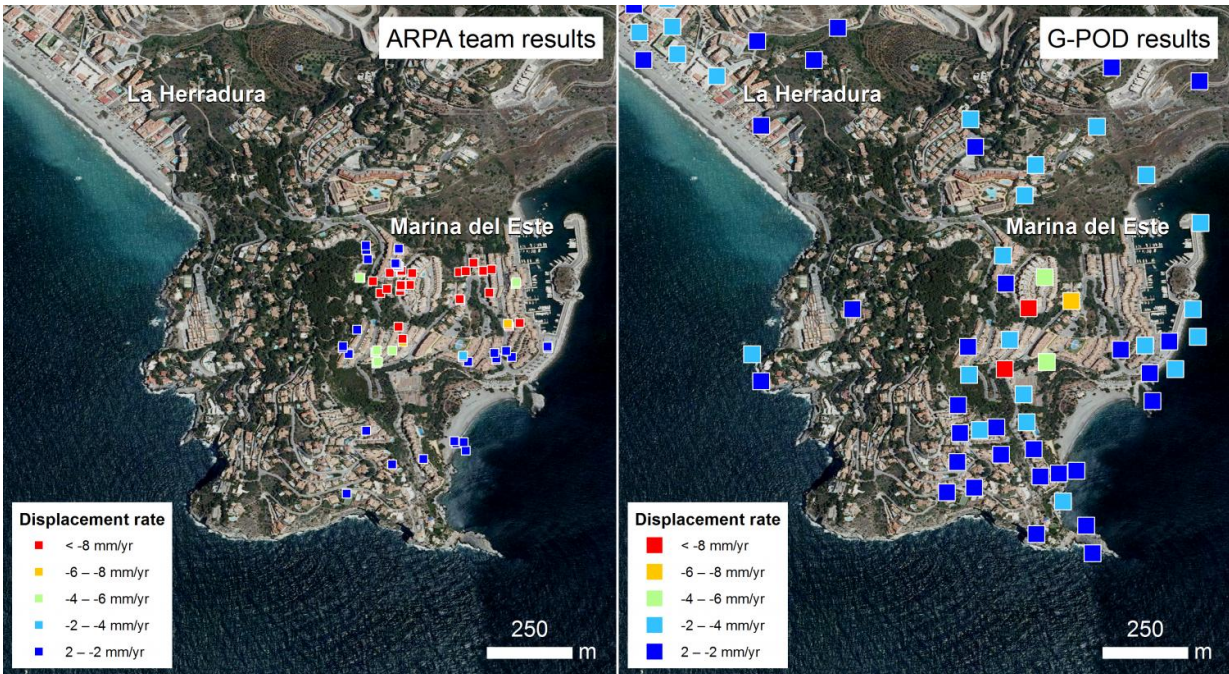 ARPA team results
La Herradura
Marina del Este
Displacement rate
< -8 mm/yr
-6 – -8 mm/yr
-4 – -6 mm/yr
-2 – -4 mm/yr
2 – -2 mm/yr
250
m
G-POD results
La Herradura
Marina del Este
Displacement rate
< -8 mm/yr
-6 – -8 mm/yr
-4 – -6 mm/yr
-2 – -4 mm/yr
2 – -2 mm/yr
250
m